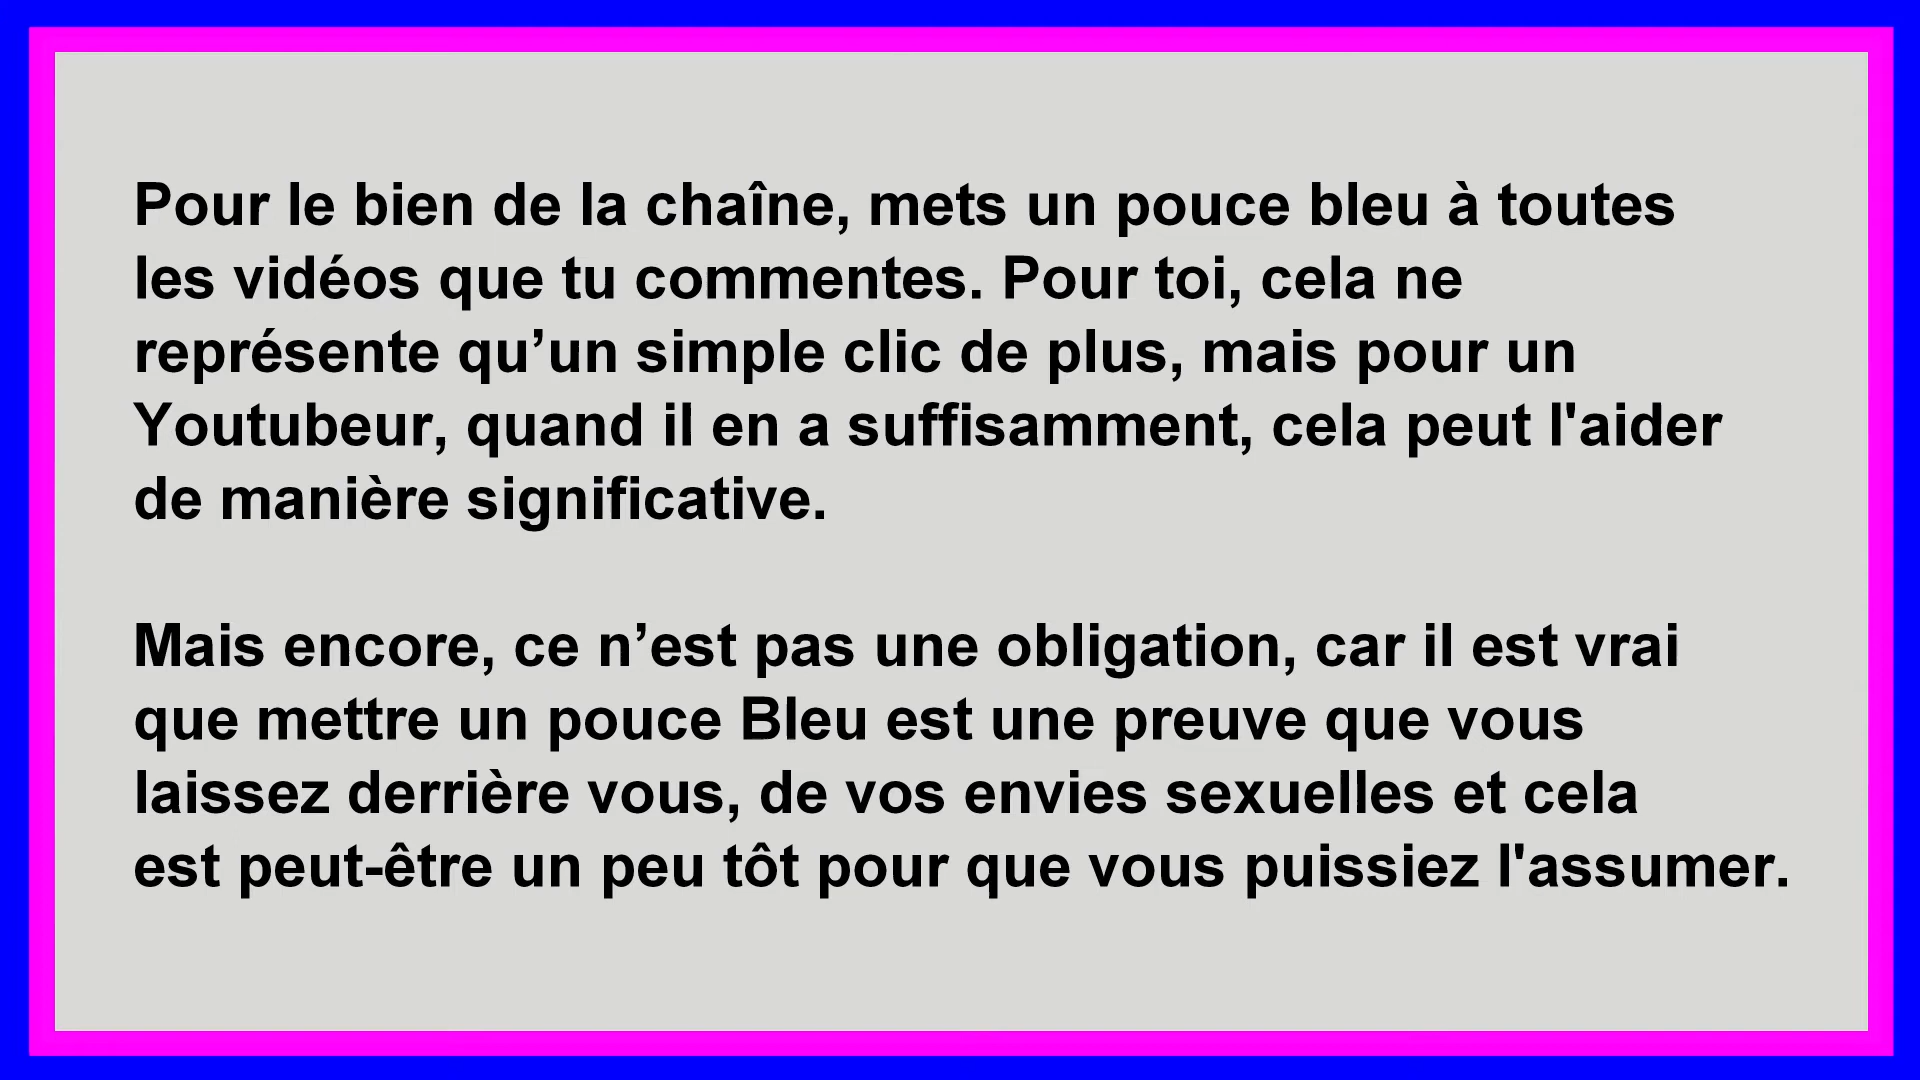 Pour le bien de la chaîne, mets un pouce bleu à toutes
les vidéos que tu commentes. Pour toi, cela ne
représente qu’un simple clic de plus, mais pour un
Youtubeur, quand il en a suffisamment, cela peut l'aider
de manière significative.
Mais encore, ce n’est pas une obligation, car il est vrai
que mettre un pouce Bleu est une preuve que vous
laissez derrière vous, de vos envies sexuelles et cela
est peut-être un peu tôt pour que vous puissiez l'assumer.